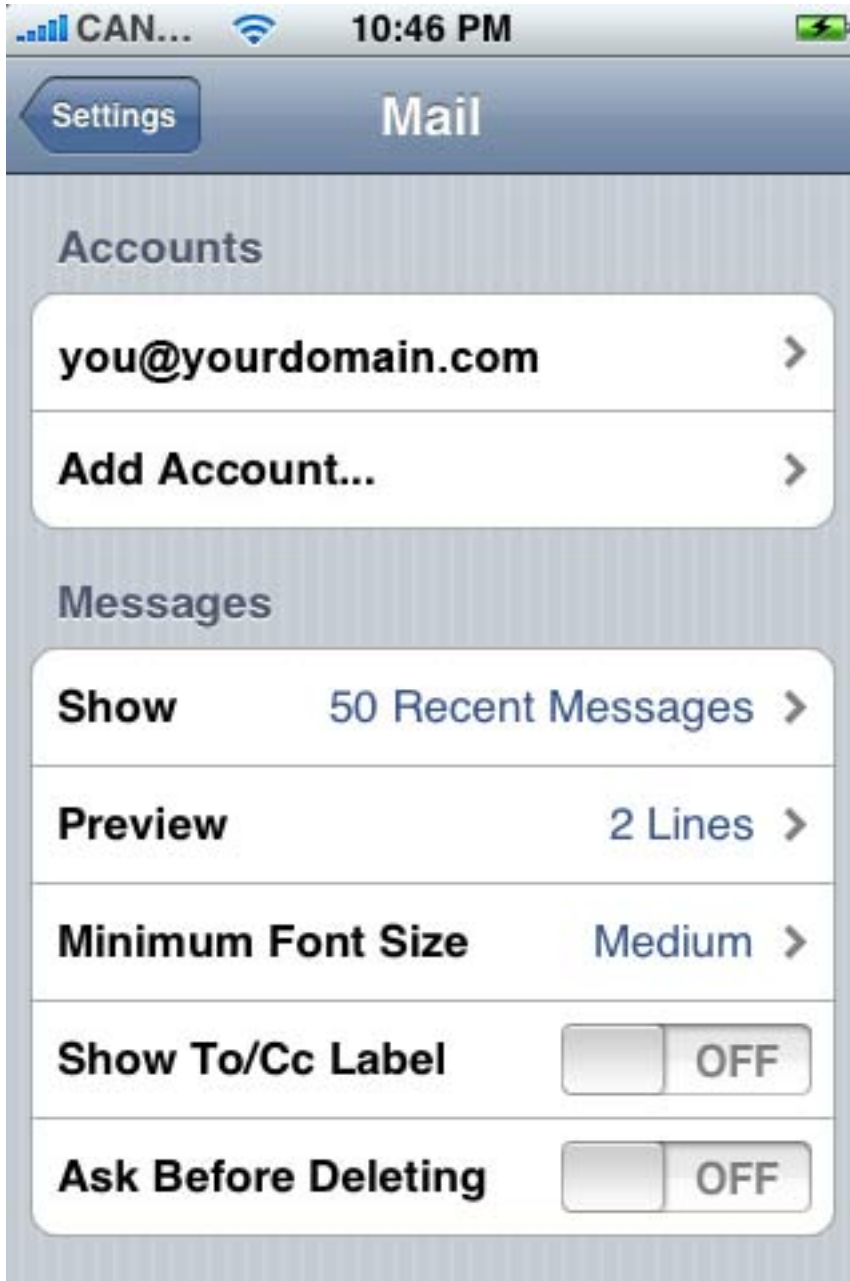 CAN... 10:46 PM
Settings Mail
Accounts
you@yourdomain.com
Add Account...
Messages
Show 50 Recent Messages
Preview 2 Lines
Minimum Font Size Medium
Show To/Cc Label OFF
Ask Before Deleting OFF